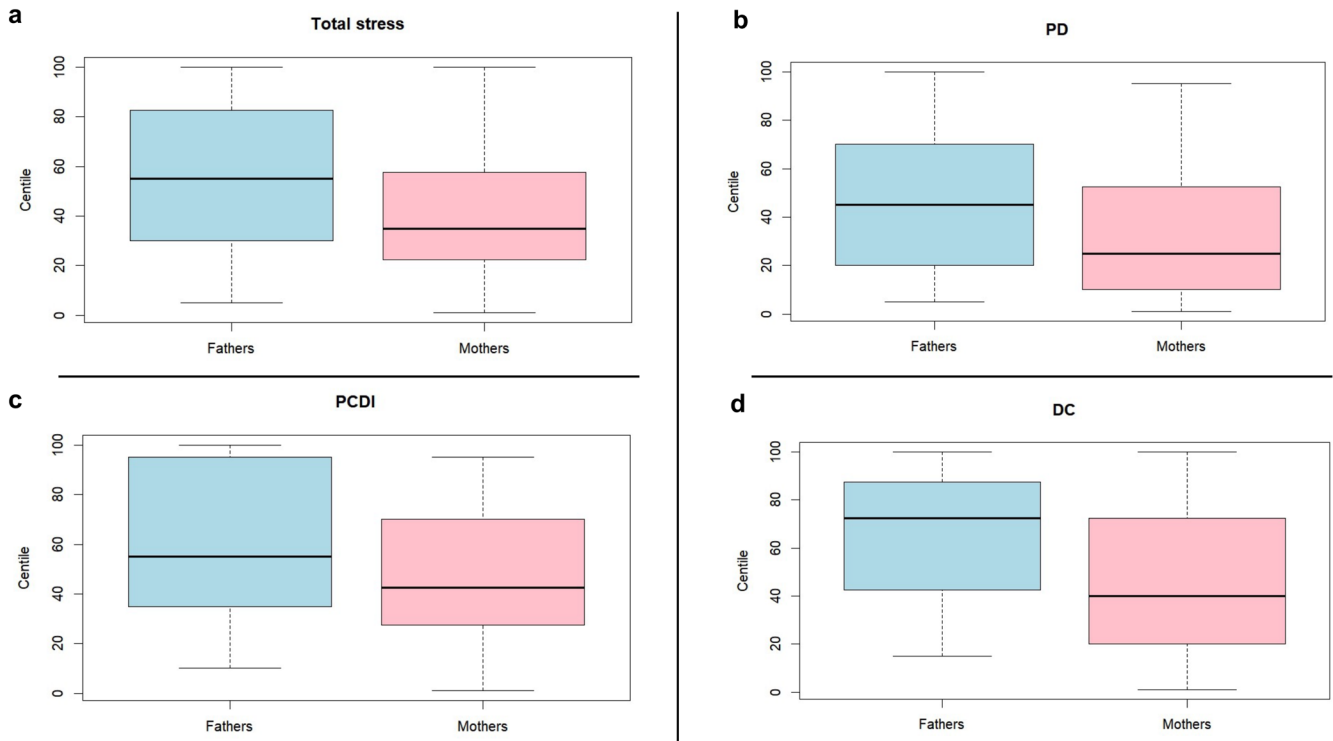 a
Total stress
Centile
100
80
60
40
20
0
Fathers
Mothers
b
PD
Centile
100
80
60
40
20
0
Fathers
Mothers
c
PCDI
Centile
100
80
60
40
20
0
Fathers
Mothers
d
DC
Centile
100
80
60
40
20
0
Fathers
Mothers